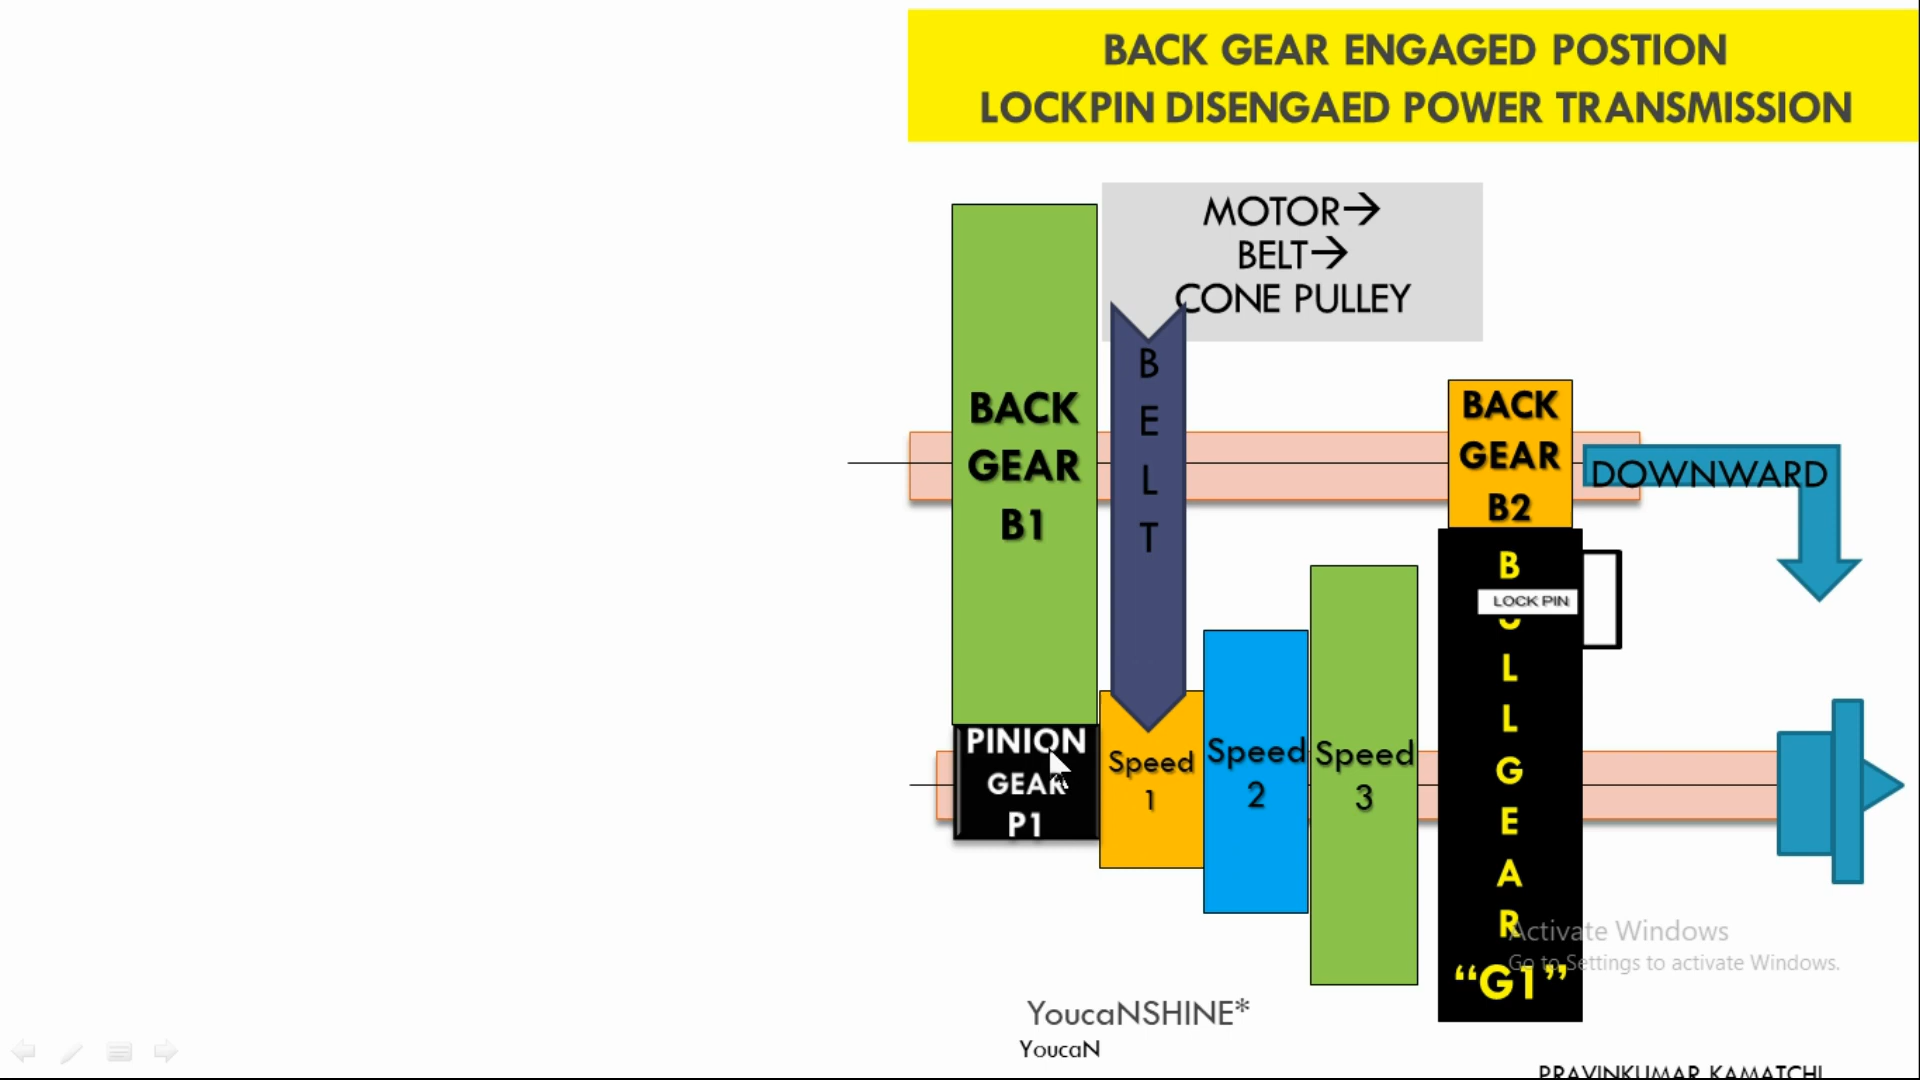 BACK GEAR ENGAGED POSTION
LOCKPIN DISENGAED POWER TRANSMISSION
MOTOR→
BELT→
CONE PULLEY
BACK
GEAR
B1
B
E
L
T
BACK
GEAR
B2
DOWNWARD
B
LOCK PIN
U
L
L
G
E
A
R
“G1”
PINION
GEAR
P1
Speed
1
Speed
2
Speed
3
Activate Windows
Go to Settings to activate Windows.
YoucaNSHINE*
YoucaN
PRAVINKUMAR KAMATCHI